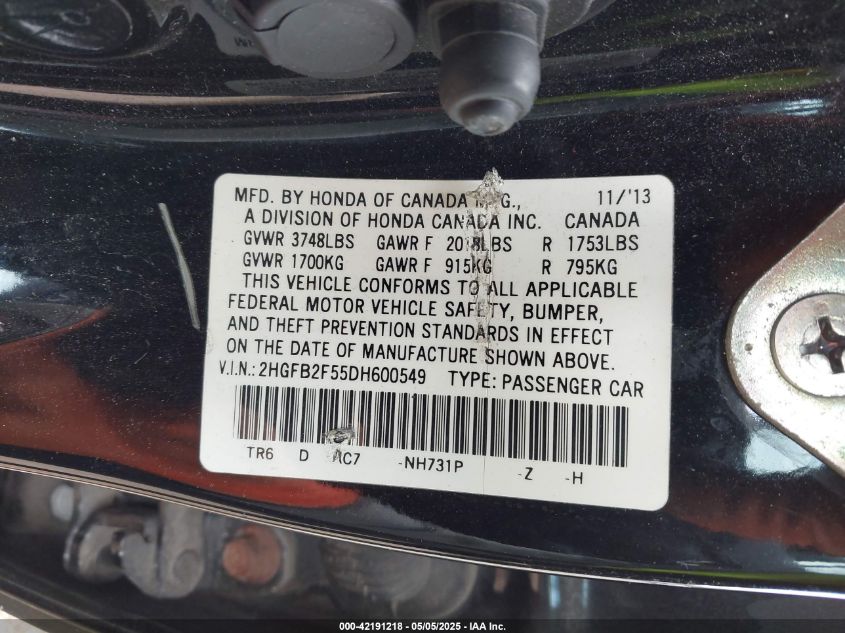 MFD. BY HONDA OF CANADA 11/'13
A DIVISION OF HONDA CANADA INC. CANADA
GVWR 3748LBS GAWR F 2018LBS R 1753LBS
GVWR 1700KG GAWR F 915KG R 795KG
THIS VEHICLE CONFORMS TO ALL APPLICABLE
FEDERAL MOTOR VEHICLE SAFETY, BUMPER,
AND THEFT PREVENTION STANDARDS IN EFFECT
ON THE DATE OF MANUFACTURE SHOWN ABOVE.
V.I.N.: 2HGFB2F55DH600549 TYPE: PASSENGER CAR
TR6 D AC7 -NH731P -Z -H
000-42191218 - 05/05/2025 - IAA Inc.